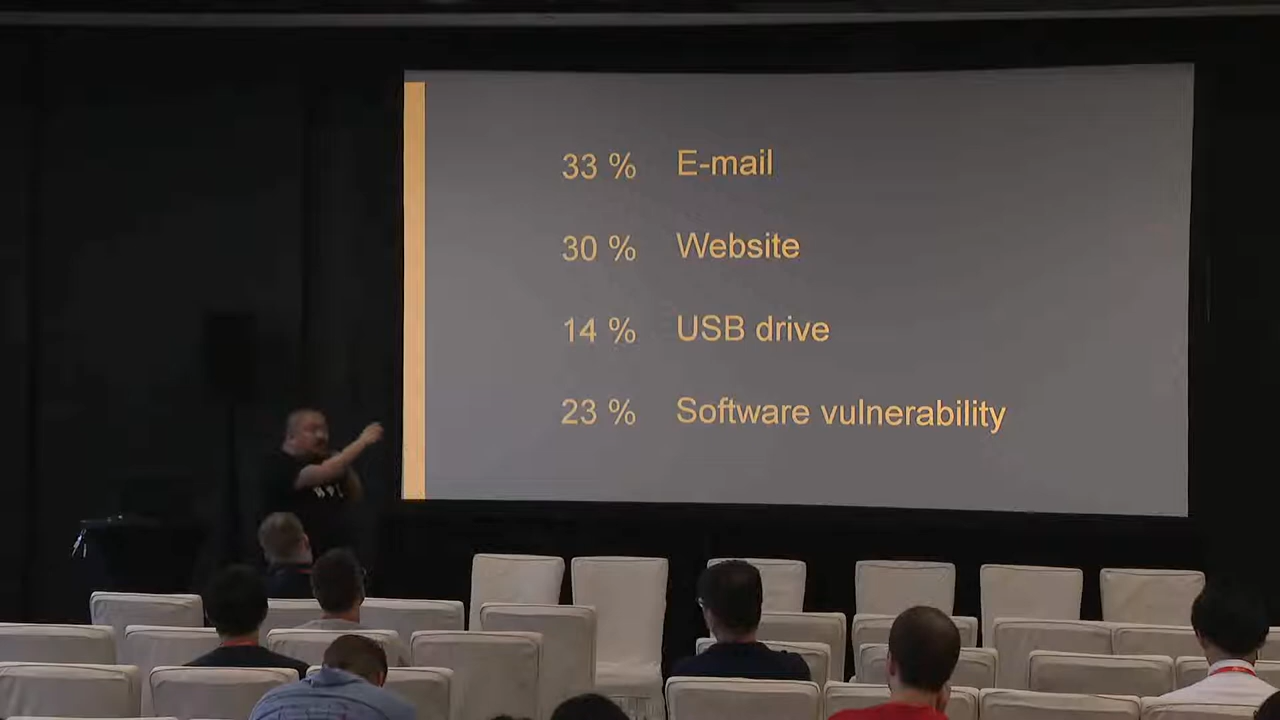 33 % E-mail
30 % Website
14 % USB drive
23 % Software vulnerability